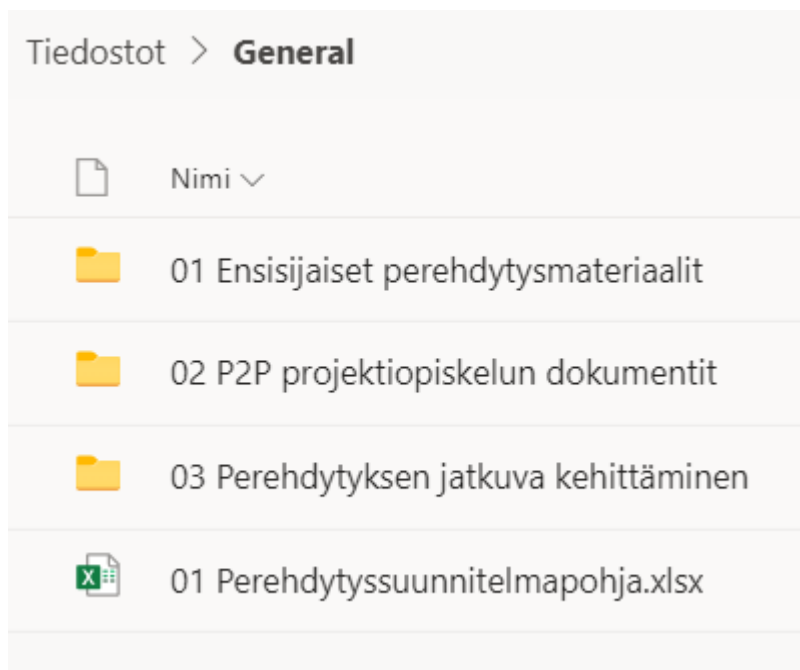 Tiedostot > General
Nimi
01 Ensisijaiset perehdytysmateriaalit
02 P2P projektiopiskelun dokumentit
03 Perehdytyksen jatkuva kehittäminen
01 Perehdytyssuunnitelmapohja.xlsx